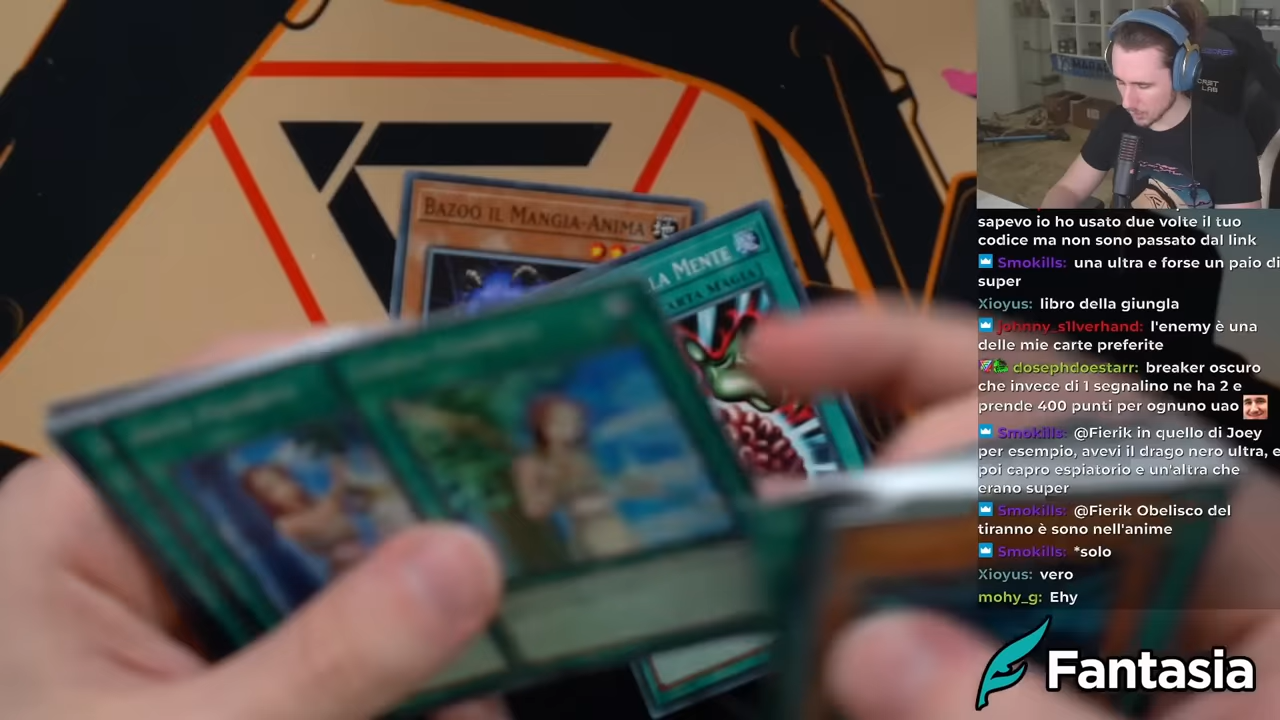 BAZOO IL MANGIA-ANIMA
LA MENTE
CARTA MAGIA]
CAST
LAB
sapevo io ho usato due volte il tuo
codice ma non sono passato dal link
Smokills: una ultra e forse un paio di
super
Xioyus: libro della giungla
johnny_s1lverhand: l'enemy è una
delle mie carte preferite
dosephdoestarr: breaker oscuro
che invece di 1 segnalino ne ha 2 e
prende 400 punti per ognuno uao
Smokills: @Fierik in quello di Joey
per esempio, avevi il drago nero ultra, e
poi capro espiatorio e un'altra che
erano super
Smokills: @Fierik Obelisco del
tiranno è sono nell'anime
Smokills: *solo
Xioyus: vero
mohy_g: Ehy
Fantasia